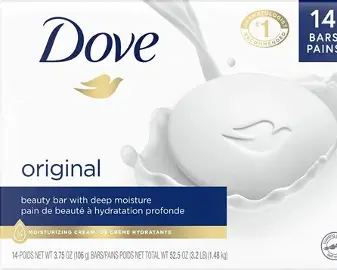 Dove
#1
14
BARS
PAINS
original
beauty bar with deep moisture
pain de beauté à hydratation profonde
MOISTURIZING CREAM
CRÈME HYDRATANTE
14-POIDS NET WT 3.75 OZ (106 g) BARS/PAINS POIDS NET TOTAL WT 52.5 OZ (3.2 LB) (1.48 kg)